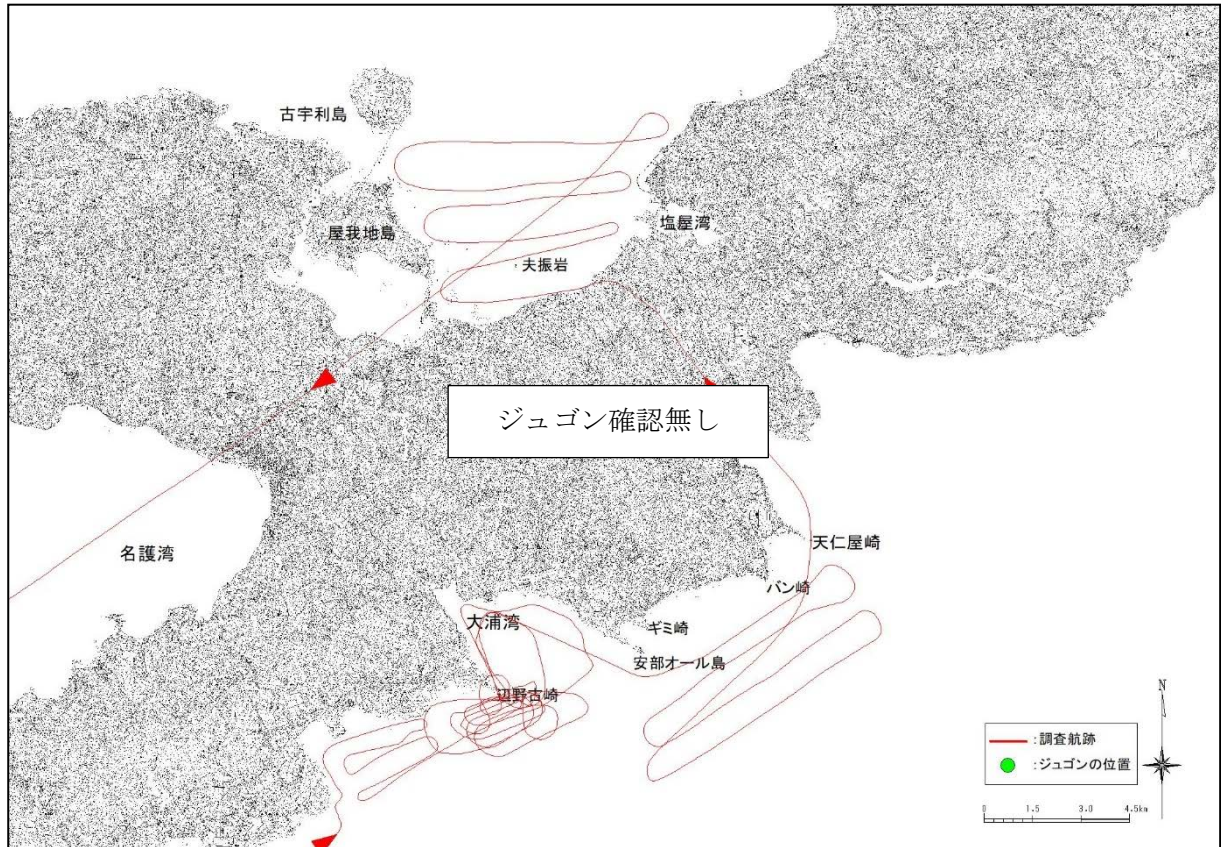 古宇利島
屋我地島
塩屋湾
夫振岩
ジュゴン確認無し
名護湾
天仁屋崎
バン崎
大浦湾
ギミ崎
安部オール島
辺野古崎
N
:調査航跡
:ジュゴンの位置
0 1.5 3.0 4.5km